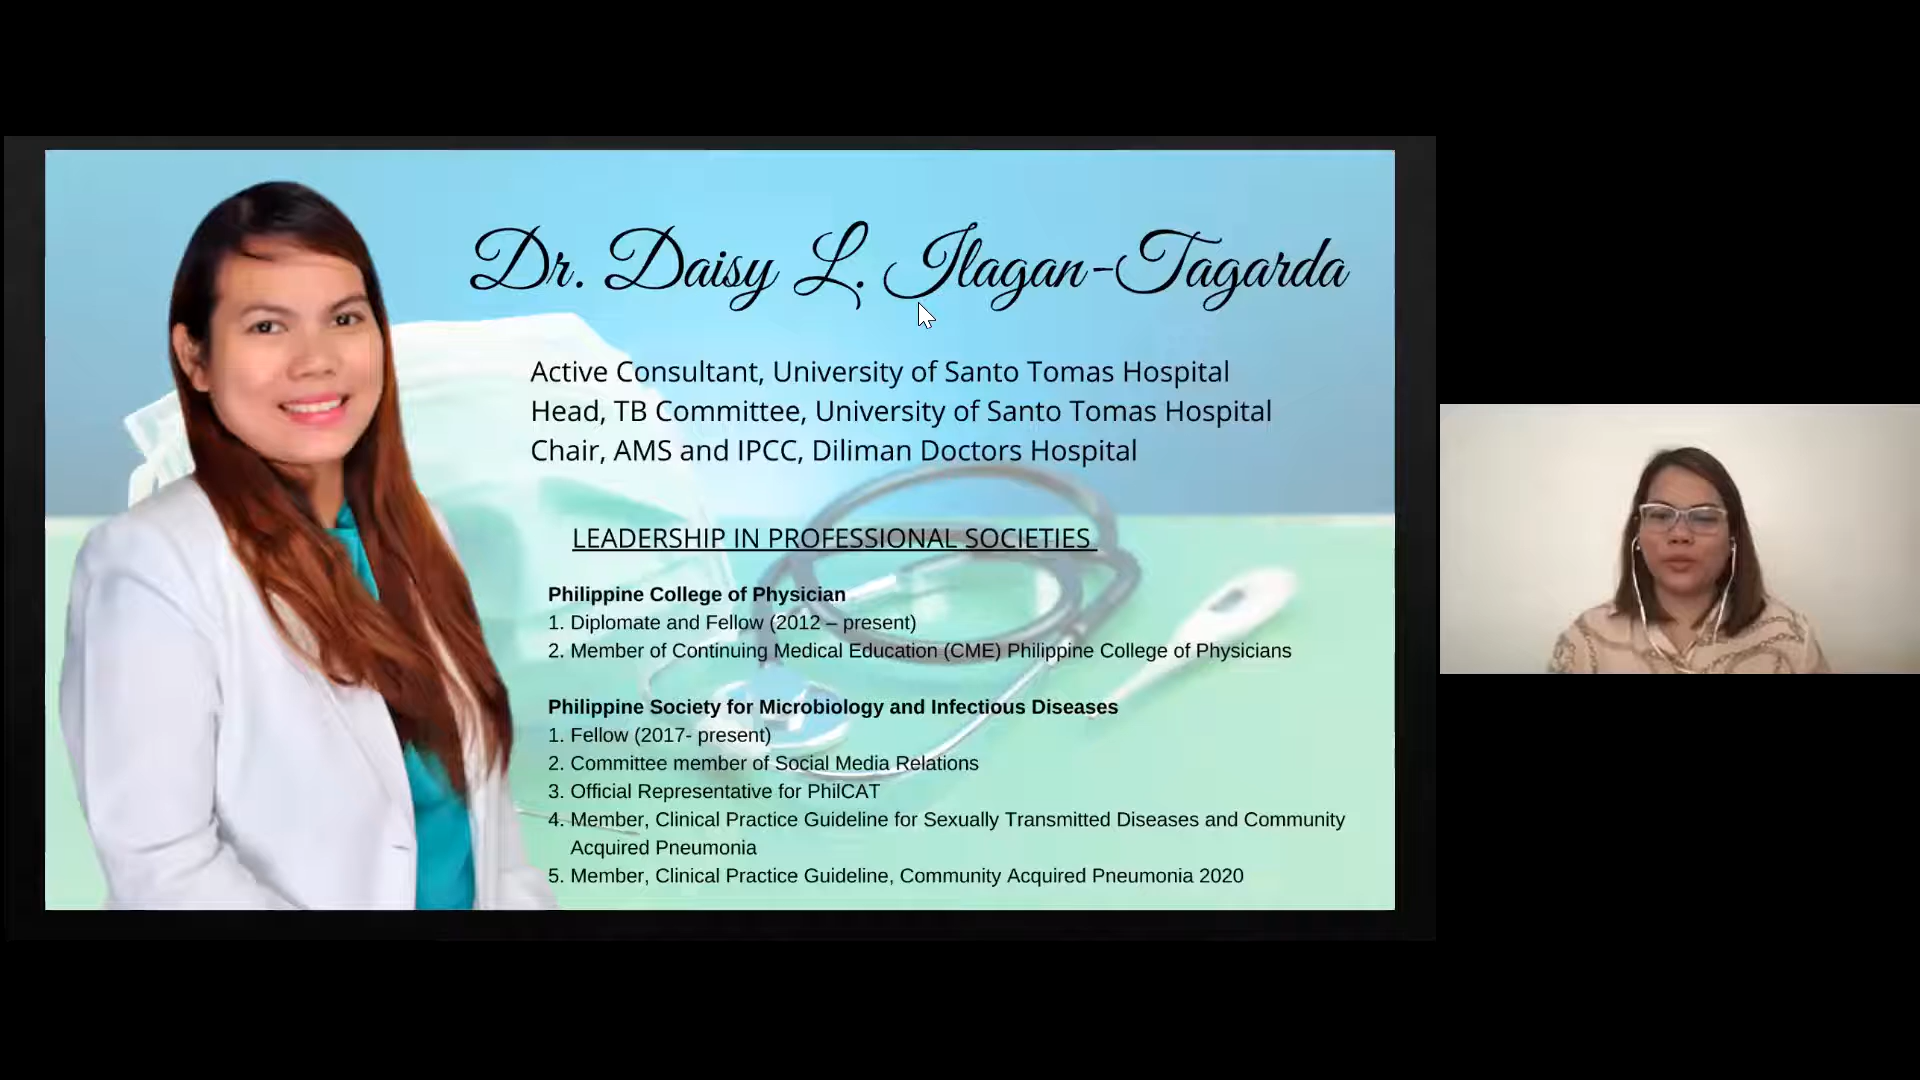 Dr. Daisy L. Ilagan-Tagarda
Active Consultant, University of Santo Tomas Hospital
Head, TB Committee, University of Santo Tomas Hospital
Chair, AMS and IPCC, Diliman Doctors Hospital
LEADERSHIP IN PROFESSIONAL SOCIETIES
Philippine College of Physician
1. Diplomate and Fellow (2012 – present)
2. Member of Continuing Medical Education (CME) Philippine College of Physicians
Philippine Society for Microbiology and Infectious Diseases
1. Fellow (2017- present)
2. Committee member of Social Media Relations
3. Official Representative for PhilCAT
4. Member, Clinical Practice Guideline for Sexually Transmitted Diseases and Community
Acquired Pneumonia
5. Member, Clinical Practice Guideline, Community Acquired Pneumonia 2020